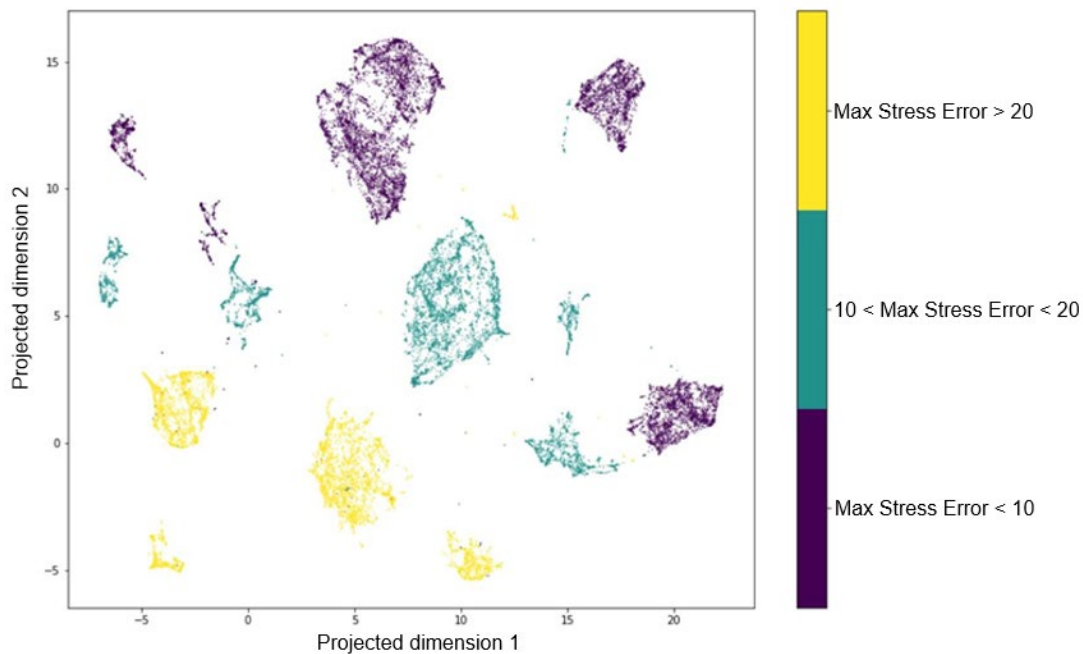 15
10
5
0
−5
−5
0
5
10
15
20
Projected dimension 2
Projected dimension 1
Max Stress Error > 20
10 < Max Stress Error < 20
Max Stress Error < 10